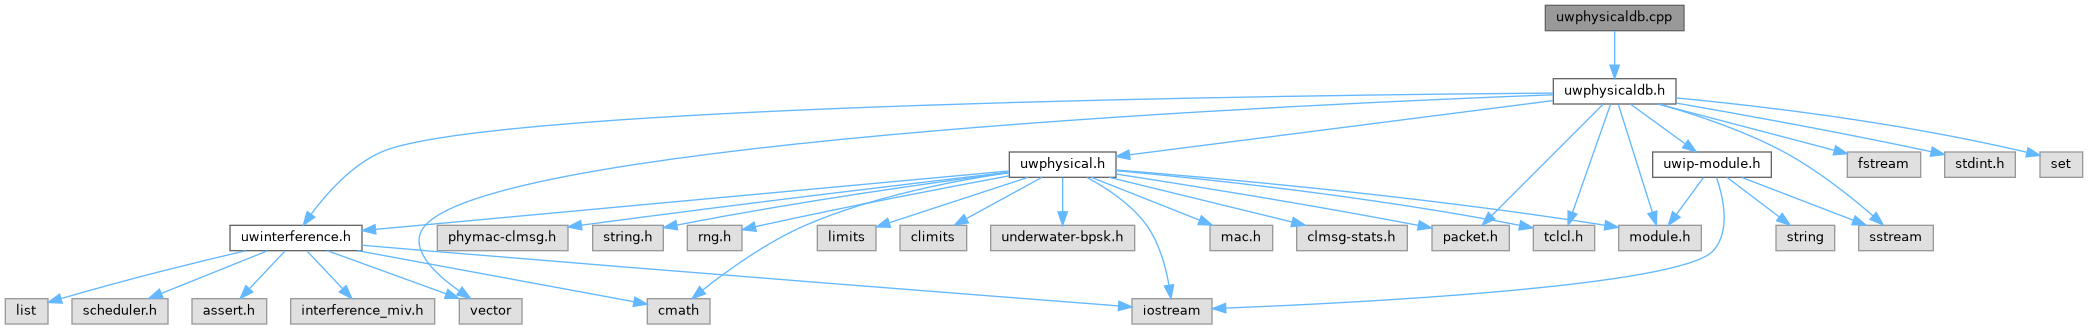 uwphysicaldb.cpp
uwphysicaldb.h
uwphysical.h
uwip-module.h
fstream
stdint.h
set
uwinterference.h
phymac-clmsg.h
string.h
rng.h
limits
climits
underwater-bpsk.h
mac.h
clmsg-stats.h
packet.h
tclcl.h
module.h
string
sstream
list
scheduler.h
assert.h
interference_miv.h
vector
cmath
iostream